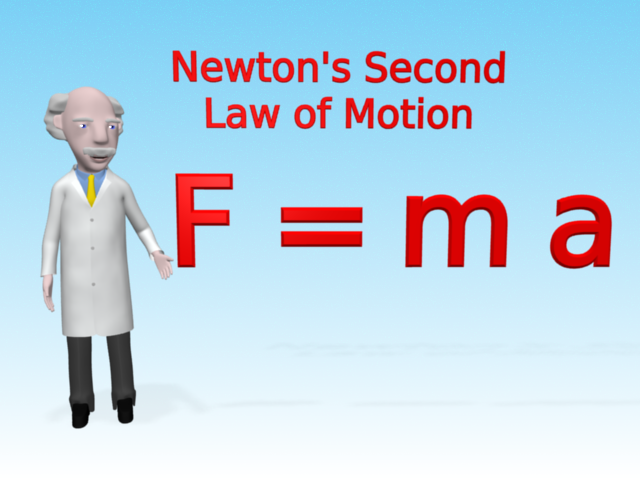 Newton's Second
Law of Motion
F = m a